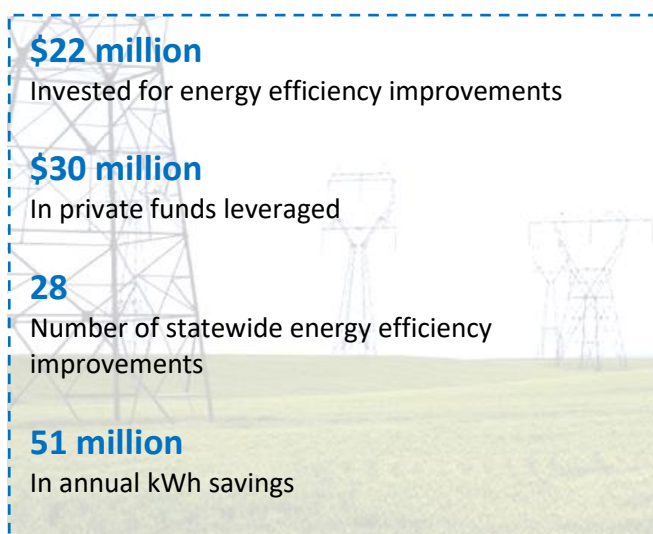 $22 million
Invested for energy efficiency improvements
$30 million
In private funds leveraged
28
Number of statewide energy efficiency
improvements
51 million
In annual kWh savings